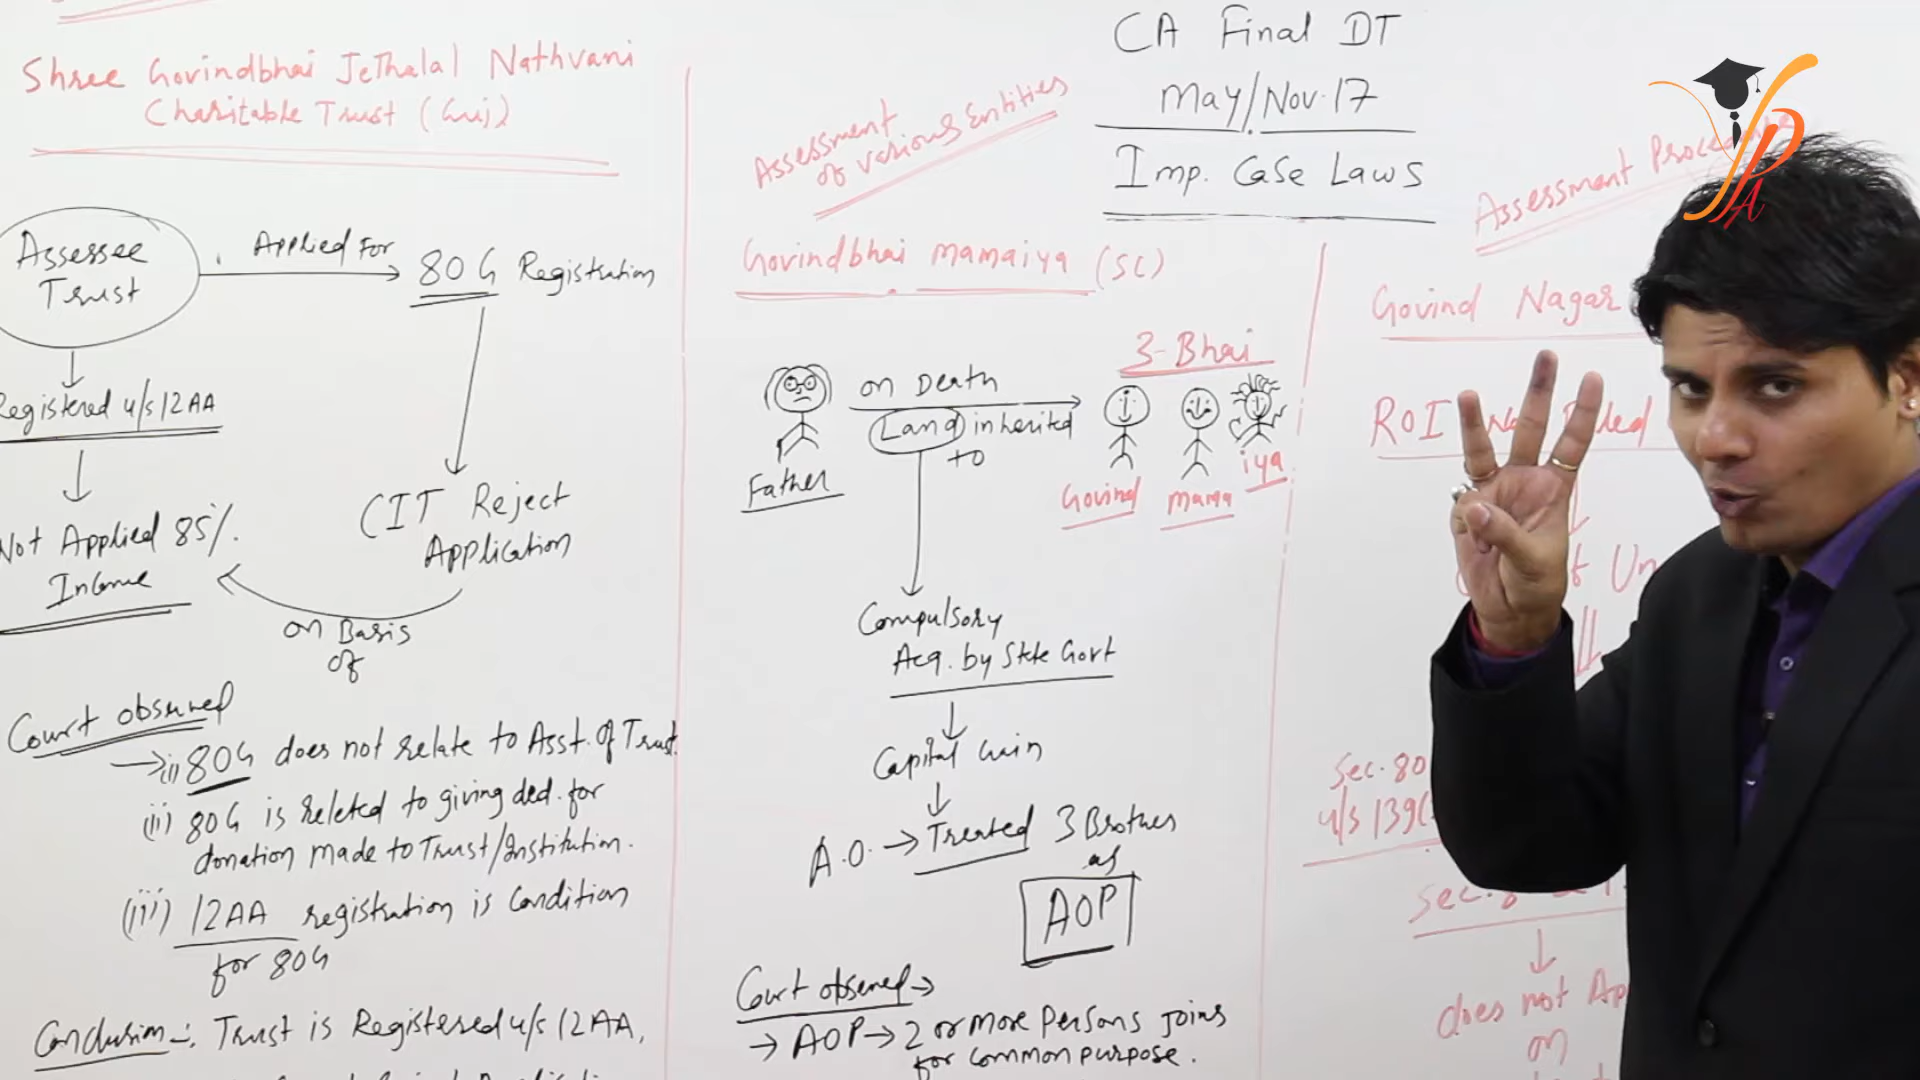 CA Final DT
May/Nov.17
Imp. Case Laws
Shree Govindbhai Jethalal Nathvani
Charitable Trust (Guj)
Assessee
Trust
Applied For
80G Registration
Registered u/s 12AA
Not Applied 85%.
Income
CIT Reject
Application
on Basis
of
Court observed
(i) 80G does not relate to Asst. of Trust.
(ii) 80G is releted to giving ded. for
donation made to Trust/Institution.
(iii) 12AA registration is Condition
for 80G
Conclusion:- Trust is Registered u/s 12AA,
Assessment
of various Entities
Govindbhai Mamaiya (SC)
3-Bhai
on Death
Land inherited
to
Father
Govind
mama
iya
Compulsory
Acq. by State Govt
Capital Gain
A.O. → Treated 3 Brothers
as
AOP
Court observed →
→ AOP → 2 or more Persons Joins
for common purpose.
Assessment
Govind Nagar
ROI
Sec. 80
u/s 139(
Sec.
does not
on
YPA